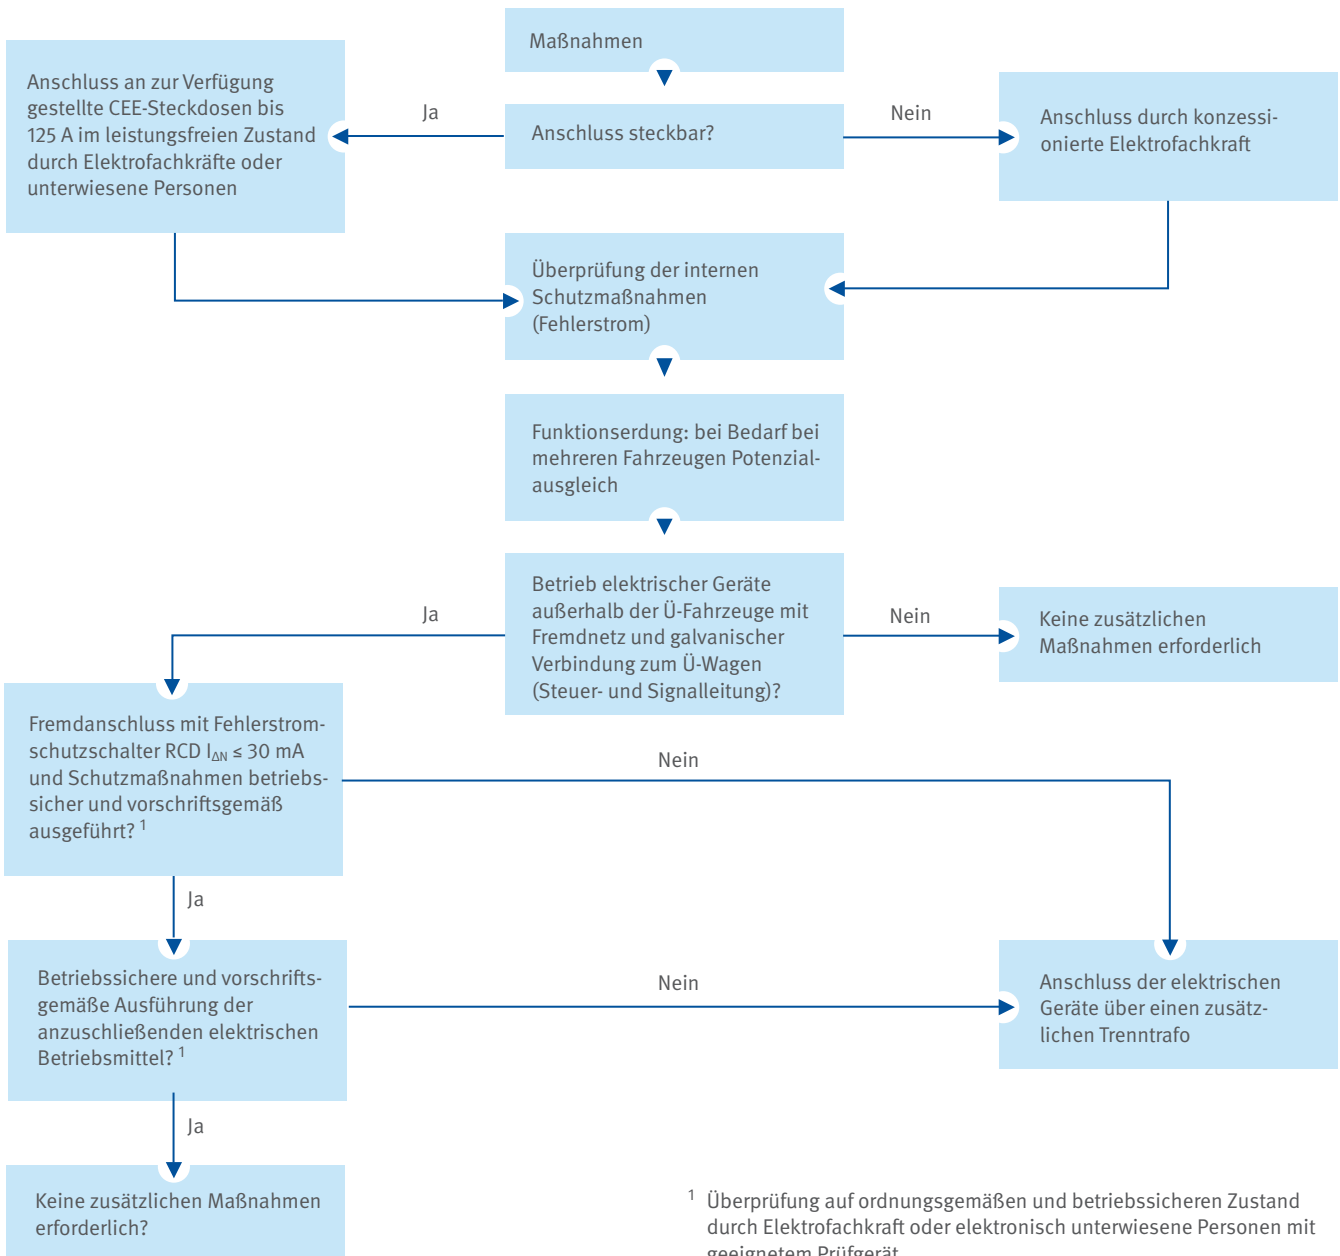 Maßnahmen
Anschluss an zur Verfügung
gestellte CEE-Steckdosen bis
125 A im leistungsfreien Zustand
durch Elektrofachkräfte oder
unterwiesene Personen
Ja
Anschluss steckbar?
Nein
Anschluss durch konzessi-
onierte Elektrofachkraft
Überprüfung der internen
Schutzmaßnahmen
(Fehlerstrom)
Funktionserdung: bei Bedarf bei
mehreren Fahrzeugen Potenzial-
ausgleich
Betrieb elektrischer Geräte
außerhalb der Ü-Fahrzeuge mit
Fremdnetz und galvanischer
Verbindung zum Ü-Wagen
(Steuer- und Signalleitung)?
Ja
Nein
Keine zusätzlichen
Maßnahmen erforderlich
Fremdanschluss mit Fehlerstrom-
schutzschalter RCD I∆N ≤ 30 mA
und Schutzmaßnahmen betriebs-
sicher und vorschriftsgemäß
ausgeführt? 1
Nein
Ja
Betriebssichere und vorschrifts-
gemäße Ausführung der
anzuschließenden elektrischen
Betriebsmittel? 1
Nein
Anschluss der elektrischen
Geräte über einen zusätz-
lichen Trenntrafo
Ja
Keine zusätzlichen Maßnahmen
erforderlich?
1 Überprüfung auf ordnungsgemäßen und betriebssicheren Zustand
durch Elektrofachkraft oder elektronisch unterwiesene Personen mit
geeignetem Prüfgerät